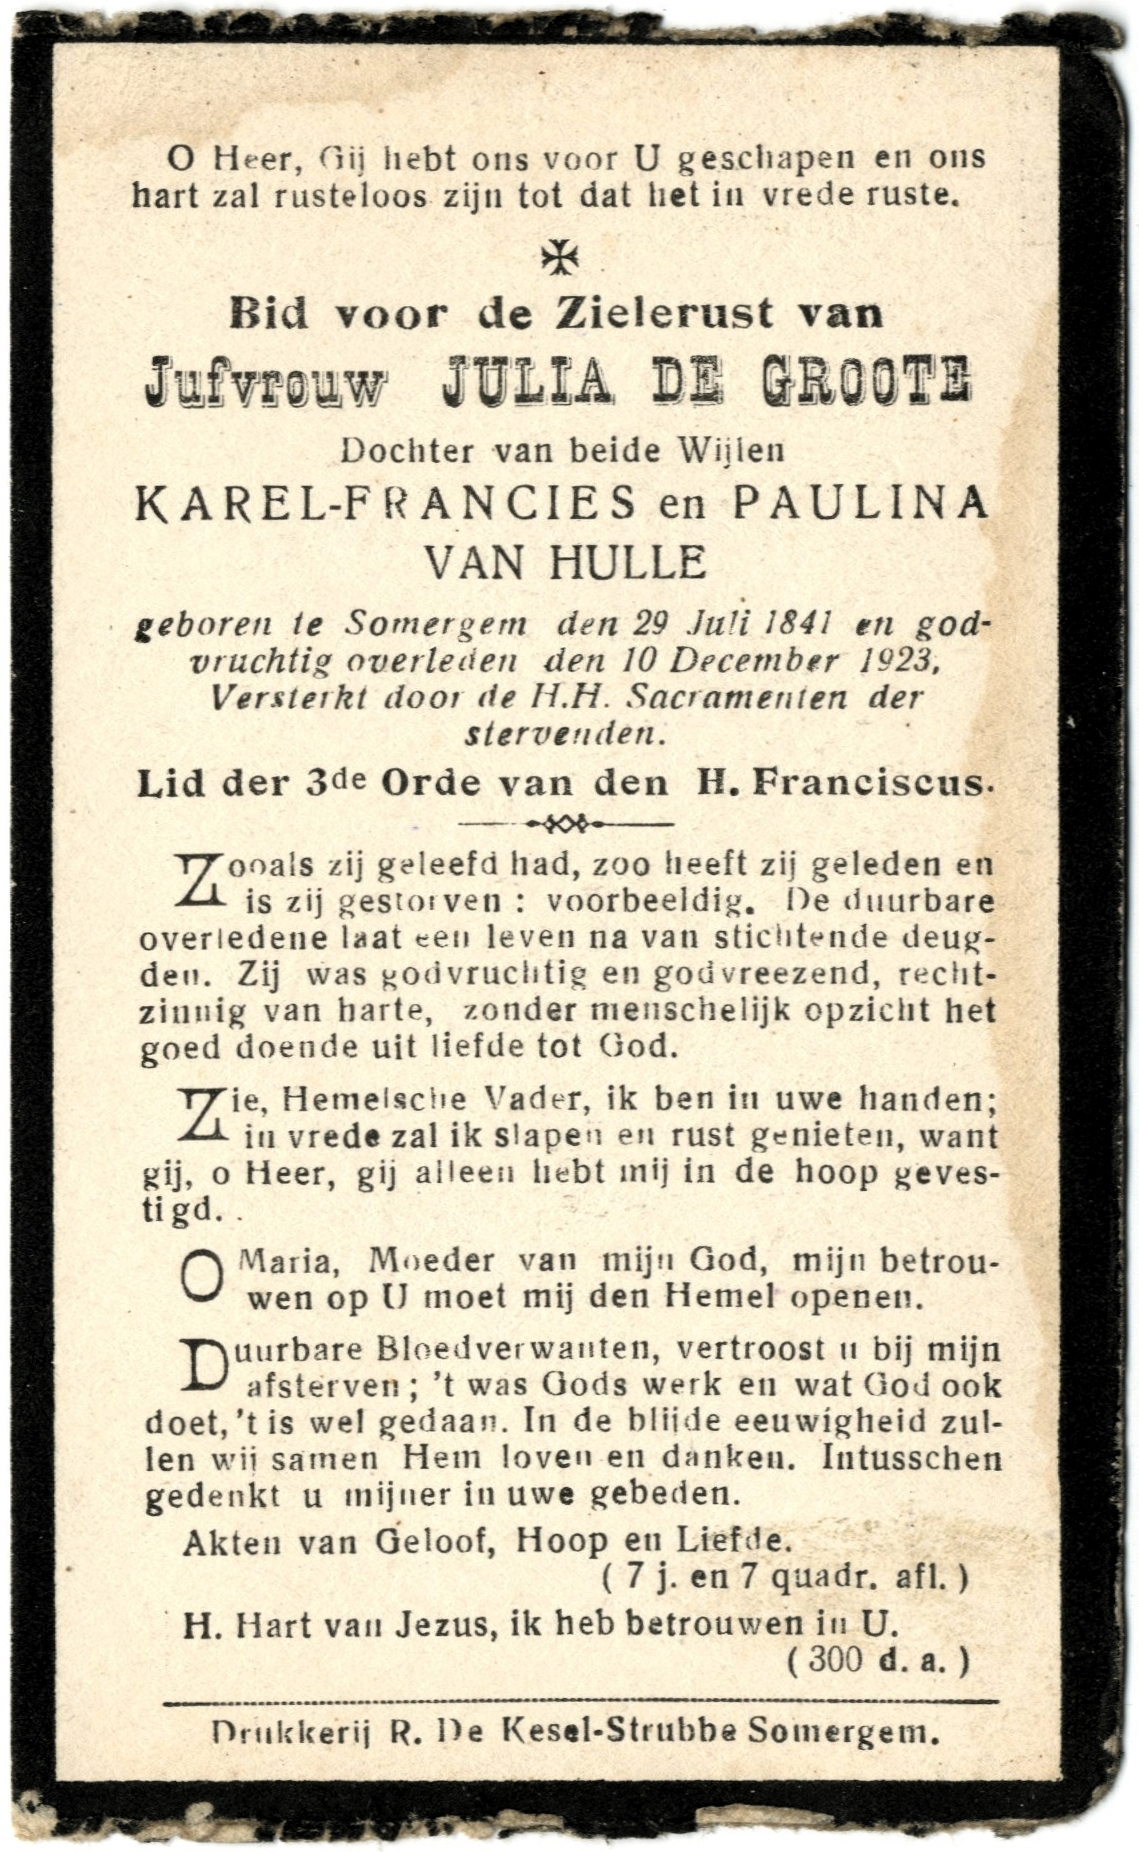 O Heer, Gij hebt ons voor U geschapen en ons
hart zal rusteloos zijn tot dat het in vrede ruste.
Bid voor de Zielerust van
Jufvrouw JULIA DE GROOTE
Dochter van beide Wijlen
KAREL-FRANCIES en PAULINA
VAN HULLE
geboren te Somergem den 29 Juli 1841 en god-
vruchtig overleden den 10 December 1923,
Versterkt door de H.H. Sacramenten der
stervenden.
Lid der 3de Orde van den H. Franciscus.
Zooals zij geleefd had, zoo heeft zij geleden en
is zij gestorven : voorbeeldig. De duurbare
overledene laat een leven na van stichtende deug-
den. Zij was godvruchtig en godvreezend, recht-
zinnig van harte, zonder menschelijk opzicht het
goed doende uit liefde tot God.
Zie, Hemelsche Vader, ik ben in uwe handen;
in vrede zal ik slapen en rust genieten, want
gij, o Heer, gij alleen hebt mij in de hoop geves-
tigd. .
O Maria, Moeder van mijn God, mijn betrou-
wen op U moet mij den Hemel openen.
Duurbare Bloedverwanten, vertroost u bij mijn
afsterven ; 't was Gods werk en wat God ook
doet, 't is wel gedaan. In de blijde eeuwigheid zul-
len wij samen Hem loven en danken. Intusschen
gedenkt u mijner in uwe gebeden.
Akten van Geloof, Hoop en Liefde.
( 7 j. en 7 quadr. afl. )
H. Hart van Jezus, ik heb betrouwen in U.
( 300 d. a. )
Drukkerij R. De Kesel-Strubbe Somergem.